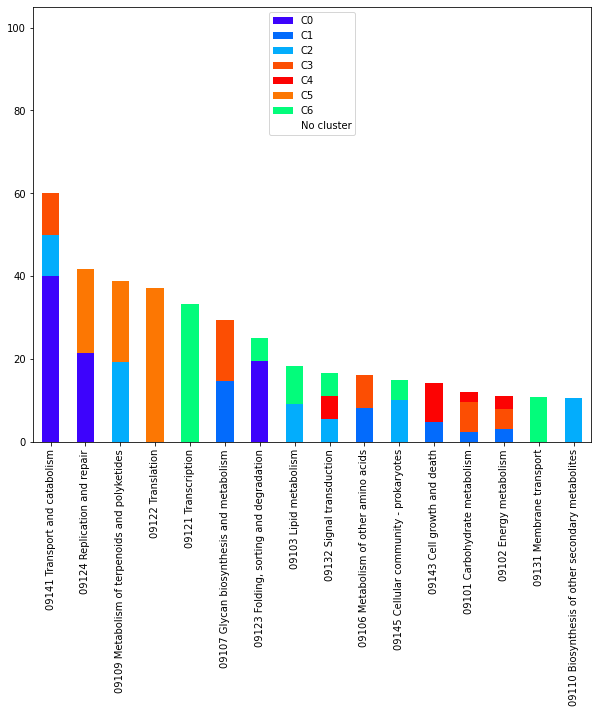 100
80
60
40
20
0
C0
C1
C2
C3
C4
C5
C6
No cluster
09141 Transport and catabolism
09124 Replication and repair
09109 Metabolism of terpenoids and polyketides
09122 Translation
09121 Transcription
09107 Glycan biosynthesis and metabolism
09123 Folding, sorting and degradation
09103 Lipid metabolism
09132 Signal transduction
09106 Metabolism of other amino acids
09145 Cellular community - prokaryotes
09143 Cell growth and death
09101 Carbohydrate metabolism
09102 Energy metabolism
09131 Membrane transport
09110 Biosynthesis of other secondary metabolites